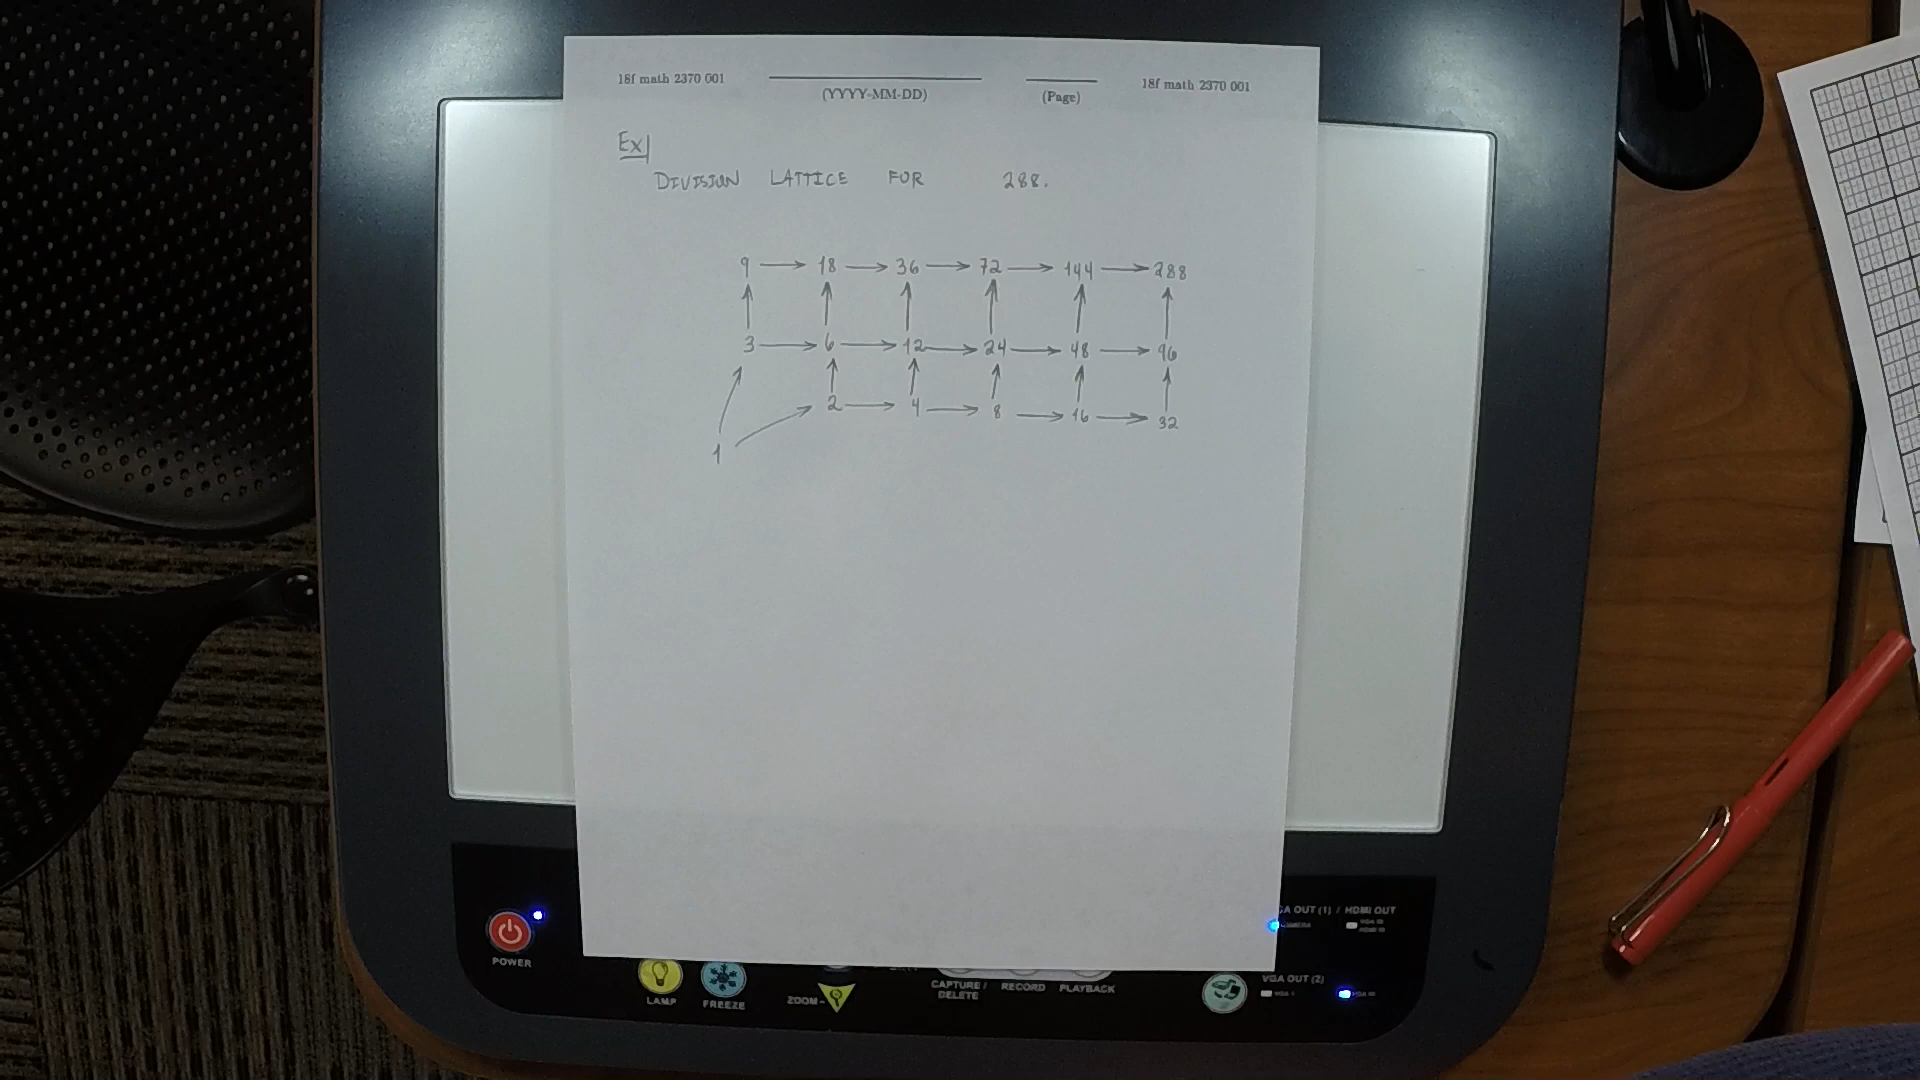 18f math 2370 001 (YYYY-MM-DD) (Page) 18f math 2370 001
Ex
DIVISION LATTICE FOR 288.
9 → 18 → 36 → 72 → 144 → 288
3 → 6 → 12 → 24 → 48 → 96
2 → 4 → 8 → 16 → 32
1
POWER
LAMP
FREEZE
ZOOM-
CAPTURE / DELETE
RECORD
PLAYBACK
GA OUT (1) / HDMI OUT
VGA OUT (2)